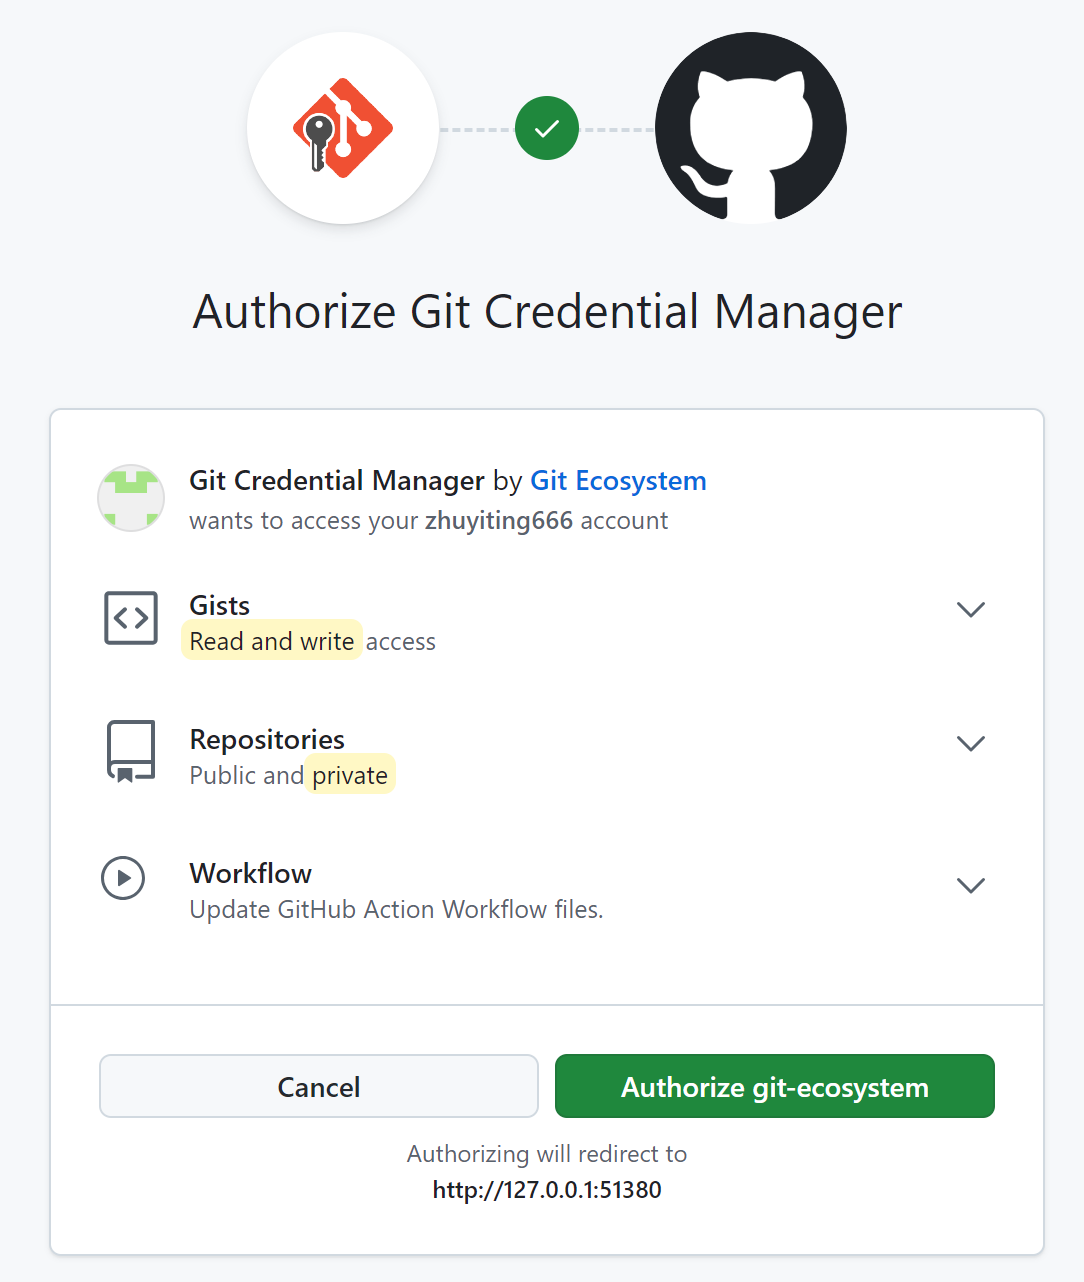 Authorize Git Credential Manager
Git Credential Manager by Git Ecosystem
wants to access your zhuyiting666 account
Gists
Read and write access
Repositories
Public and private
Workflow
Update GitHub Action Workflow files.
Cancel
Authorize git-ecosystem
Authorizing will redirect to
http://127.0.0.1:51380